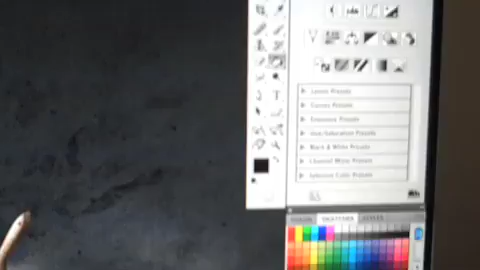 Levels Presets
Curves Presets
Exposure Presets
Hue/Saturation Presets
Black & White Presets
Channel Mixer Presets
Selective Color Presets
SWATCHES
STYLES